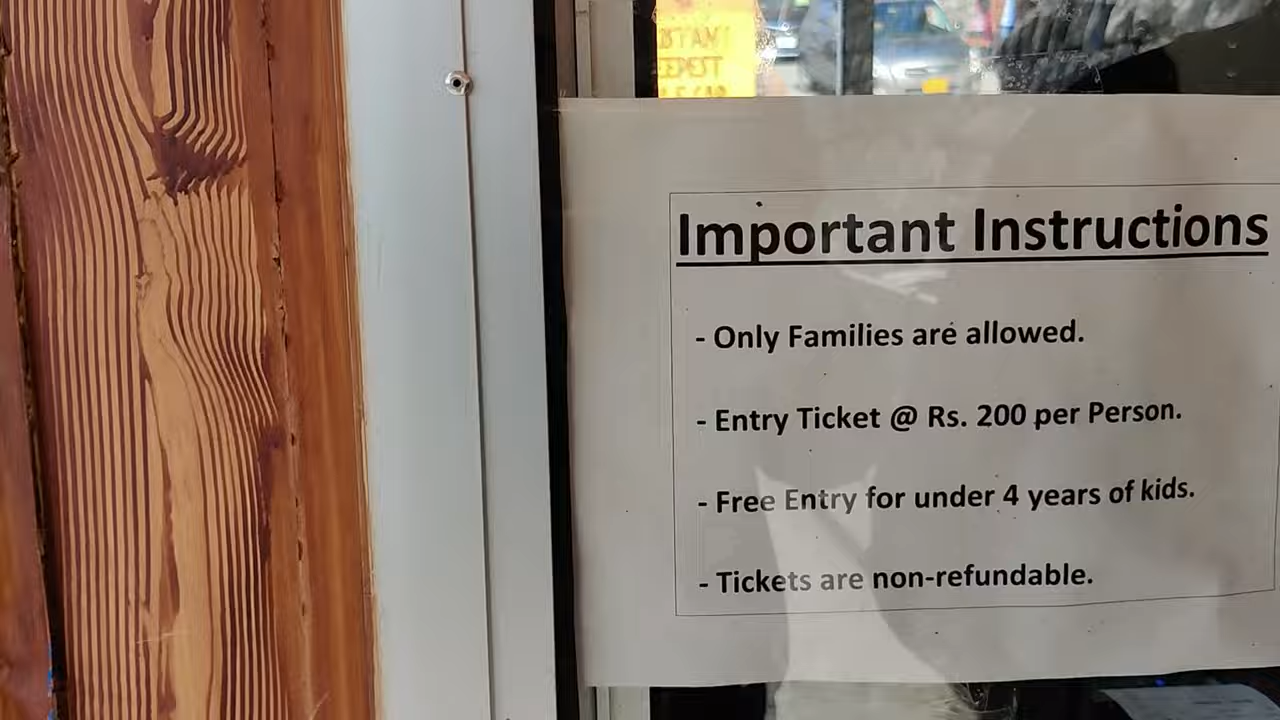 Important Instructions
- Only Families are allowed.
- Entry Ticket @ Rs. 200 per Person.
- Free Entry for under 4 years of kids.
- Tickets are non-refundable.